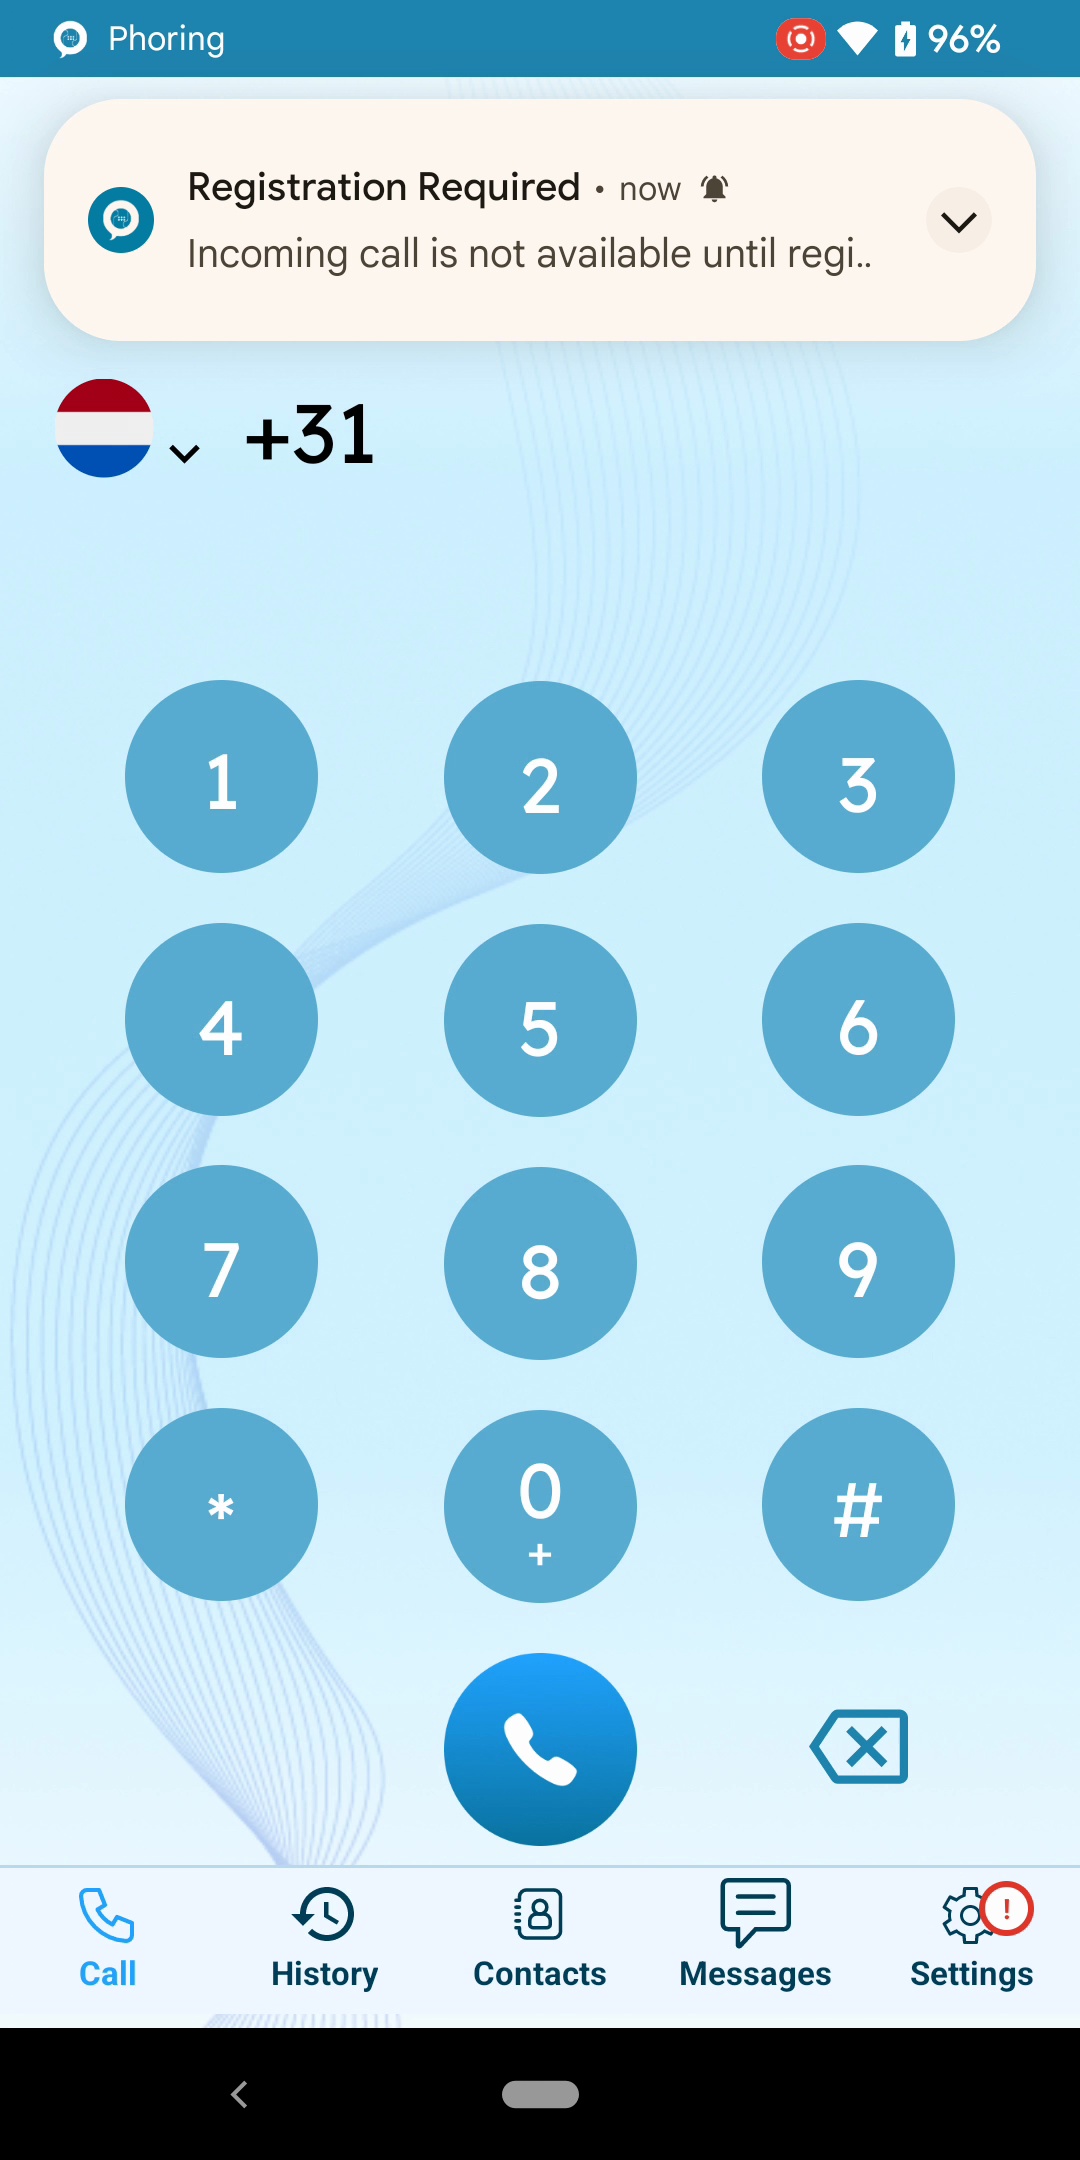 Phoring
96%
Registration Required • now
Incoming call is not available until regi..
+31
1 2 3
4 5 6
7 8 9
* 0 #
+
Call History Contacts Messages Settings